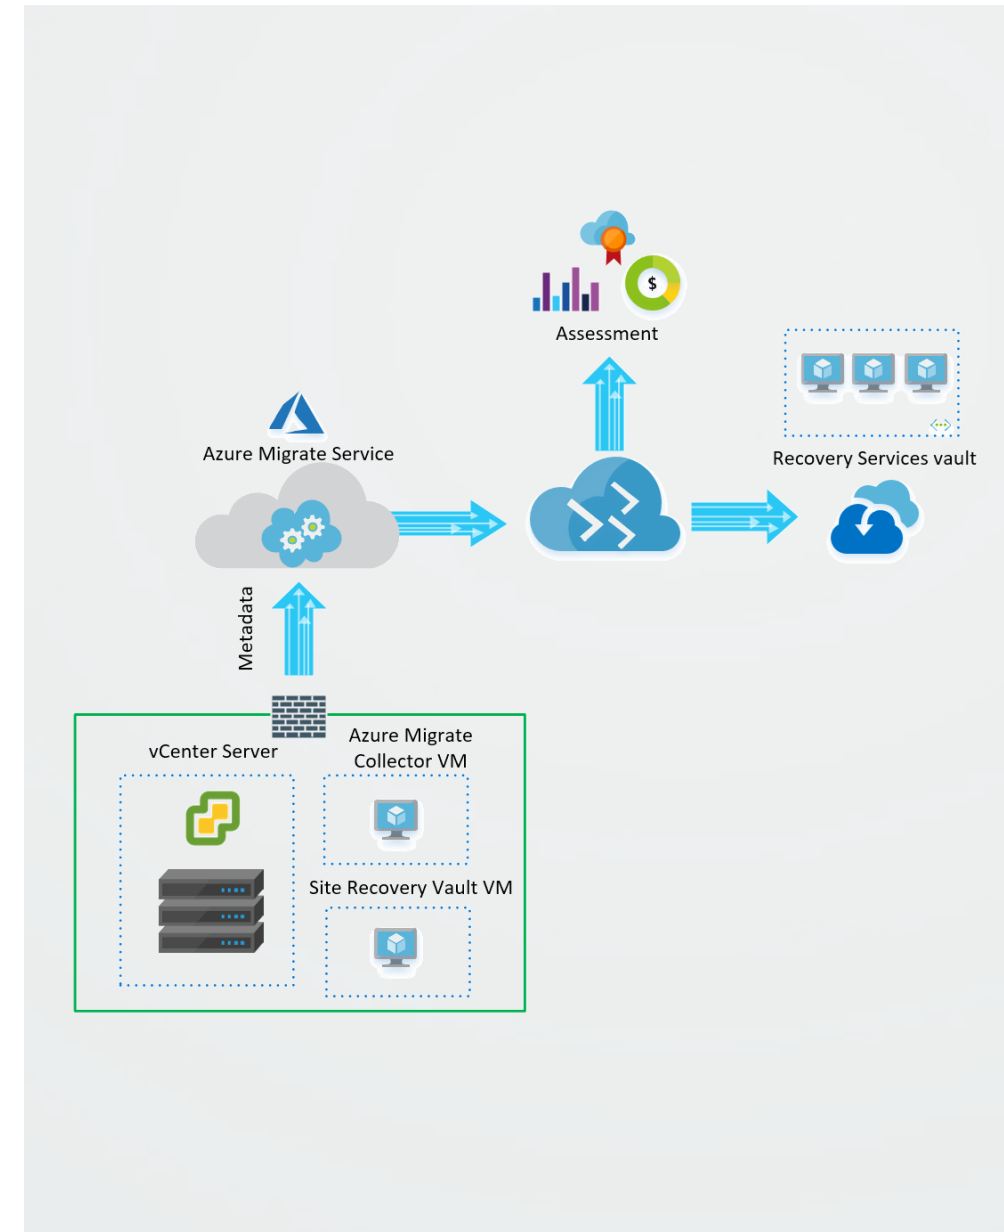 $
Assessment
Recovery Services vault
Azure Migrate Service
Metadata
vCenter Server
Azure Migrate
Collector VM
Site Recovery Vault VM